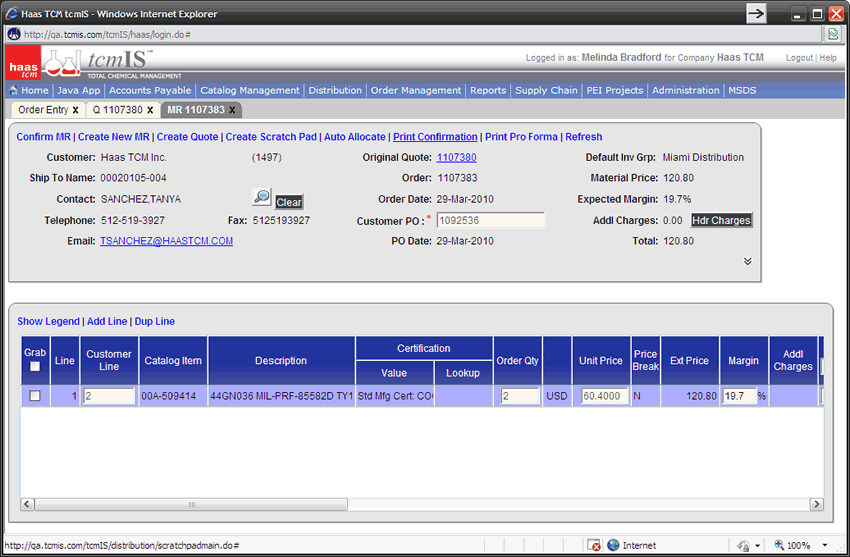 Haas TCM tcmIS - Windows Internet Explorer
http://qa.tcmis.com/tcmIS/haas/login.do#
haas tcm tcmIS™ TOTAL CHEMICAL MANAGEMENT Logged in as: Melinda Bradford for Company Haas TCM Logout | Help
Home | Java App | Accounts Payable | Catalog Management | Distribution | Order Management | Reports | Supply Chain | PEI Projects | Administration | MSDS
Order Entry x Q 1107380 x MR 1107383 x
Confirm MR | Create New MR | Create Quote | Create Scratch Pad | Auto Allocate | Print Confirmation | Print Pro Forma | Refresh
Customer: Haas TCM Inc. (1497) Original Quote: 1107380 Default Inv Grp: Miami Distribution
Ship To Name: 00020105-004 Order: 1107383 Material Price: 120.80
Contact: SANCHEZ,TANYA Clear Order Date: 29-Mar-2010 Expected Margin: 19.7%
Telephone: 512-519-3927 Fax: 5125193927 Customer PO :* 1092536 Addl Charges: 0.00 Hdr Charges
Email: TSANCHEZ@HAASTCM.COM PO Date: 29-Mar-2010 Total: 120.80
Show Legend | Add Line | Dup Line
Grab Line Customer Line Catalog Item Description Certification Value Lookup Order Qty Unit Price Price Break Ext Price Margin Addl Charges
1 2 00A-509414 44GN036 MIL-PRF-85582D TY1 Std Mfg Cert: CO 2 USD 60.4000 N 120.80 19.7 %
http://qa.tcmis.com/tcmIS/distribution/scratchpadmain.do# Internet 100%